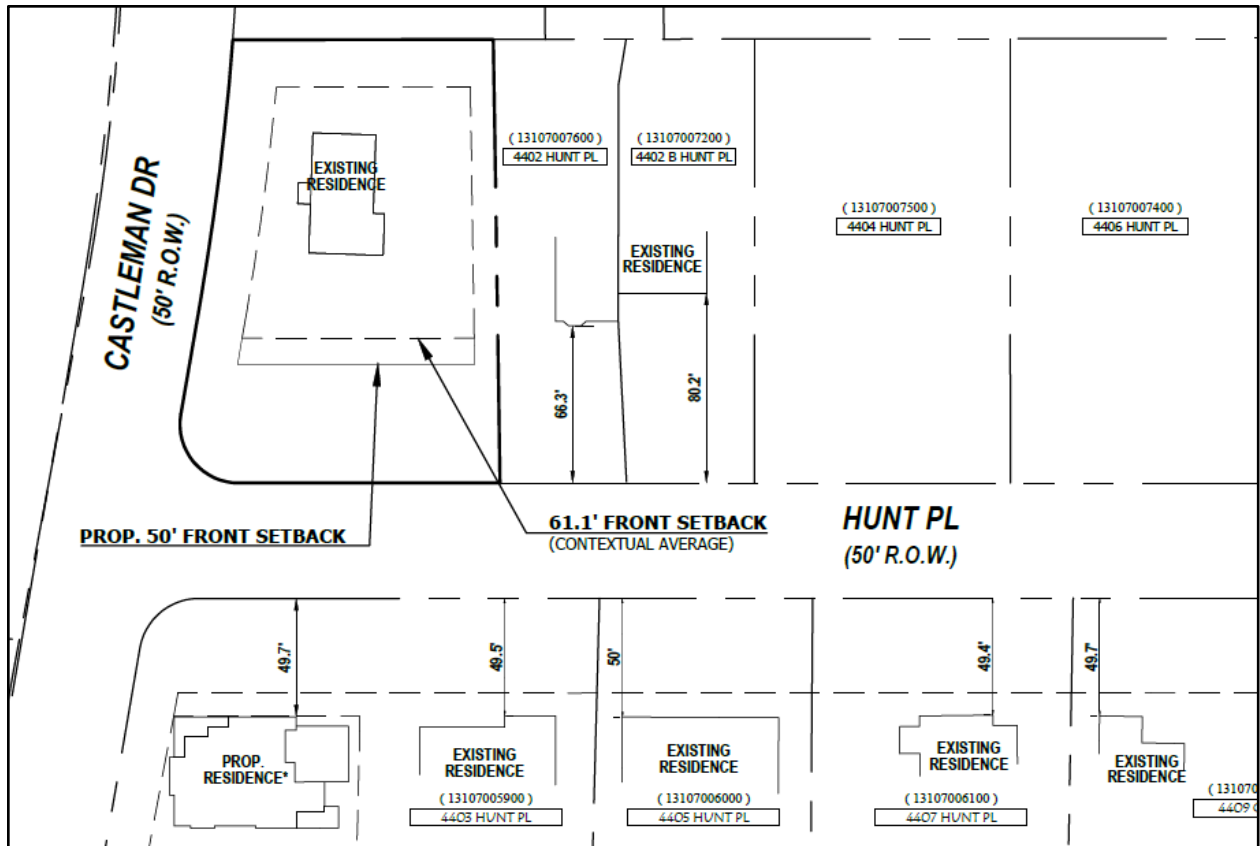 ( 13107007600 )
4402 HUNT PL
( 13107007200 )
4402 B HUNT PL
EXISTING
RESIDENCE
CASTLEMAN DR
(50' R.O.W.)
( 13107007500 )
4404 HUNT PL
( 13107007400 )
4406 HUNT PL
EXISTING
RESIDENCE
66.3'
80.2'
PROP. 50' FRONT SETBACK
61.1' FRONT SETBACK
(CONTEXTUAL AVERAGE)
HUNT PL
(50' R.O.W.)
49.7'
49.5'
50'
49.4'
49.7'
PROP.
RESIDENCE*
EXISTING
RESIDENCE
( 13107005900 )
4403 HUNT PL
EXISTING
RESIDENCE
( 13107006000 )
4405 HUNT PL
EXISTING
RESIDENCE
( 13107006100 )
4407 HUNT PL
EXISTING
RESIDENCE
( 131070
4409